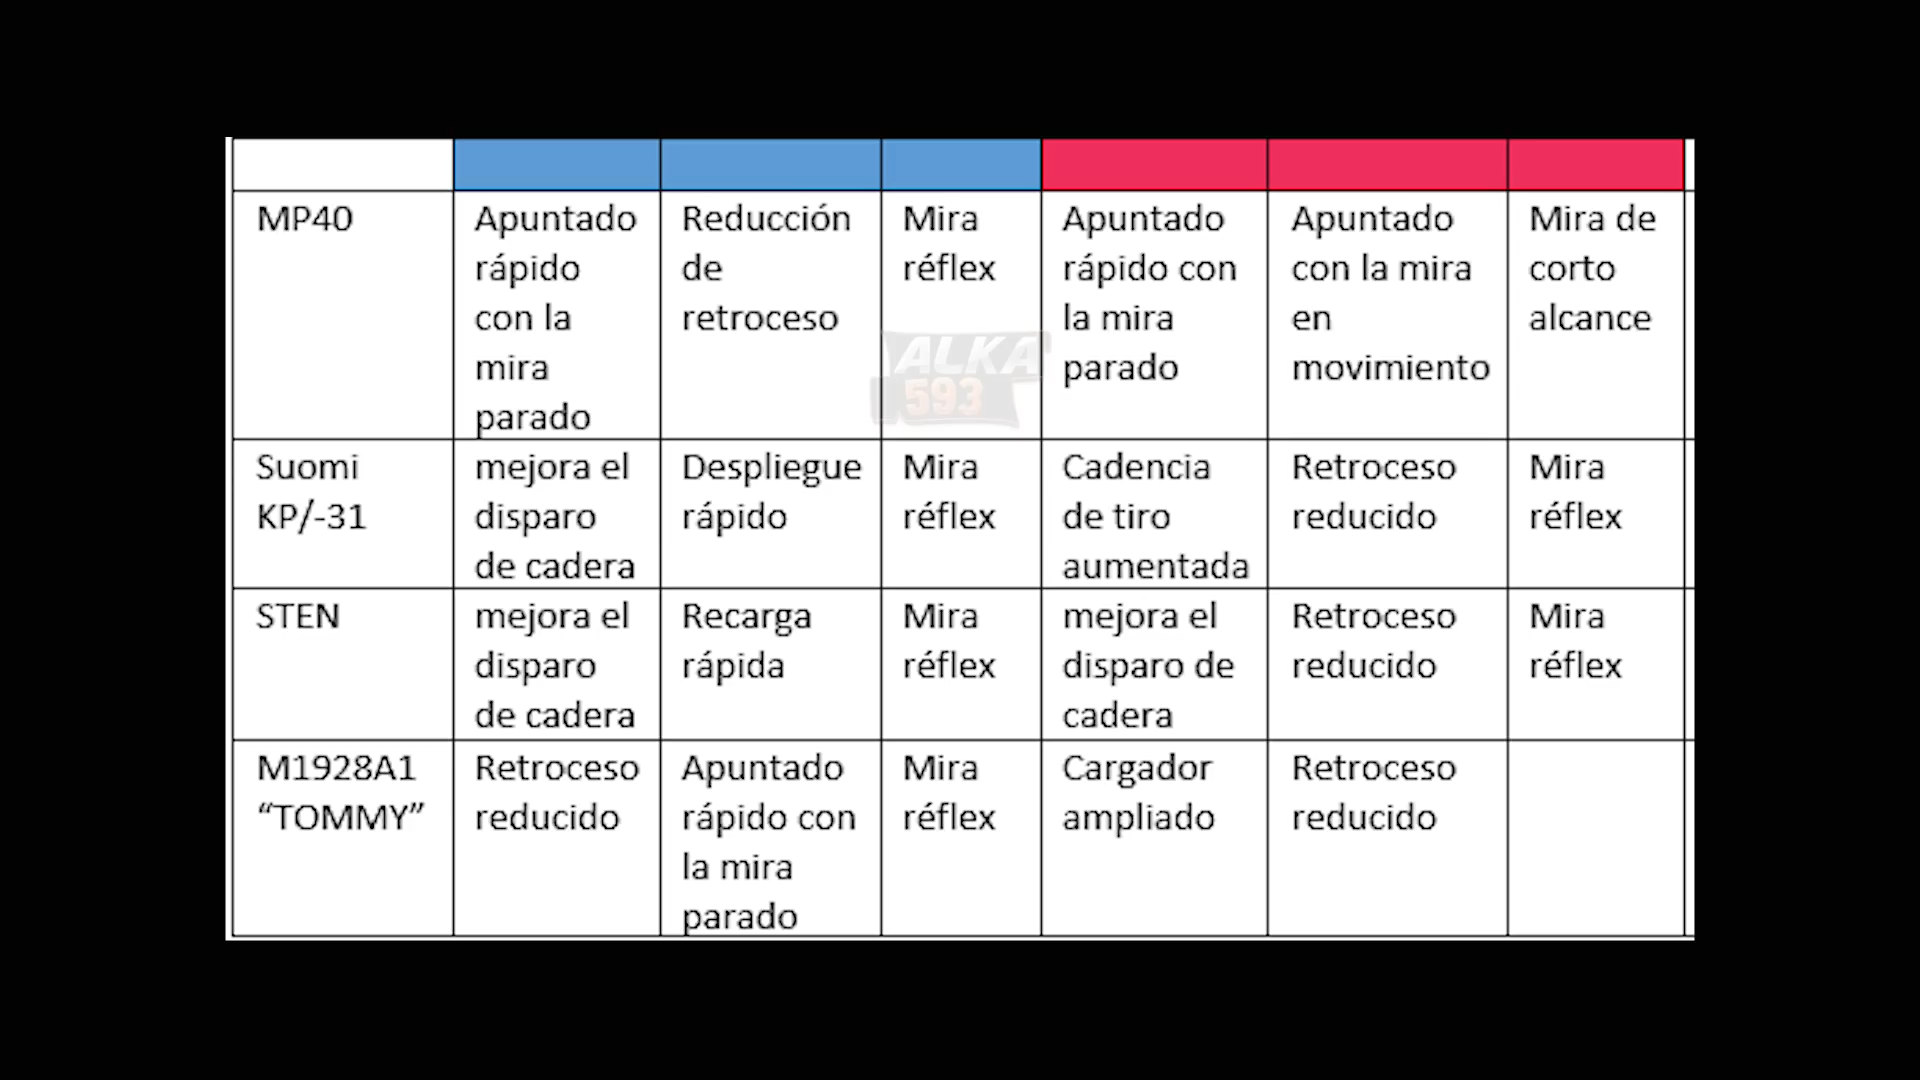 MP40
Apuntado
rápido
con la
mira
parado
Reducción
de
retroceso
Mira
réflex
Apuntado
rápido con
la mira
parado
Apuntado
con la mira
en
movimiento
Mira de
corto
alcance
ALKA
593
Suomi
KP/-31
mejora el
disparo
de cadera
Despliegue
rápido
Mira
réflex
Cadencia
de tiro
aumentada
Retroceso
reducido
Mira
réflex
STEN
mejora el
disparo
de cadera
Recarga
rápida
Mira
réflex
mejora el
disparo de
cadera
Retroceso
reducido
Mira
réflex
M1928A1
“TOMMY”
Retroceso
reducido
Apuntado
rápido con
la mira
parado
Mira
réflex
Cargador
ampliado
Retroceso
reducido